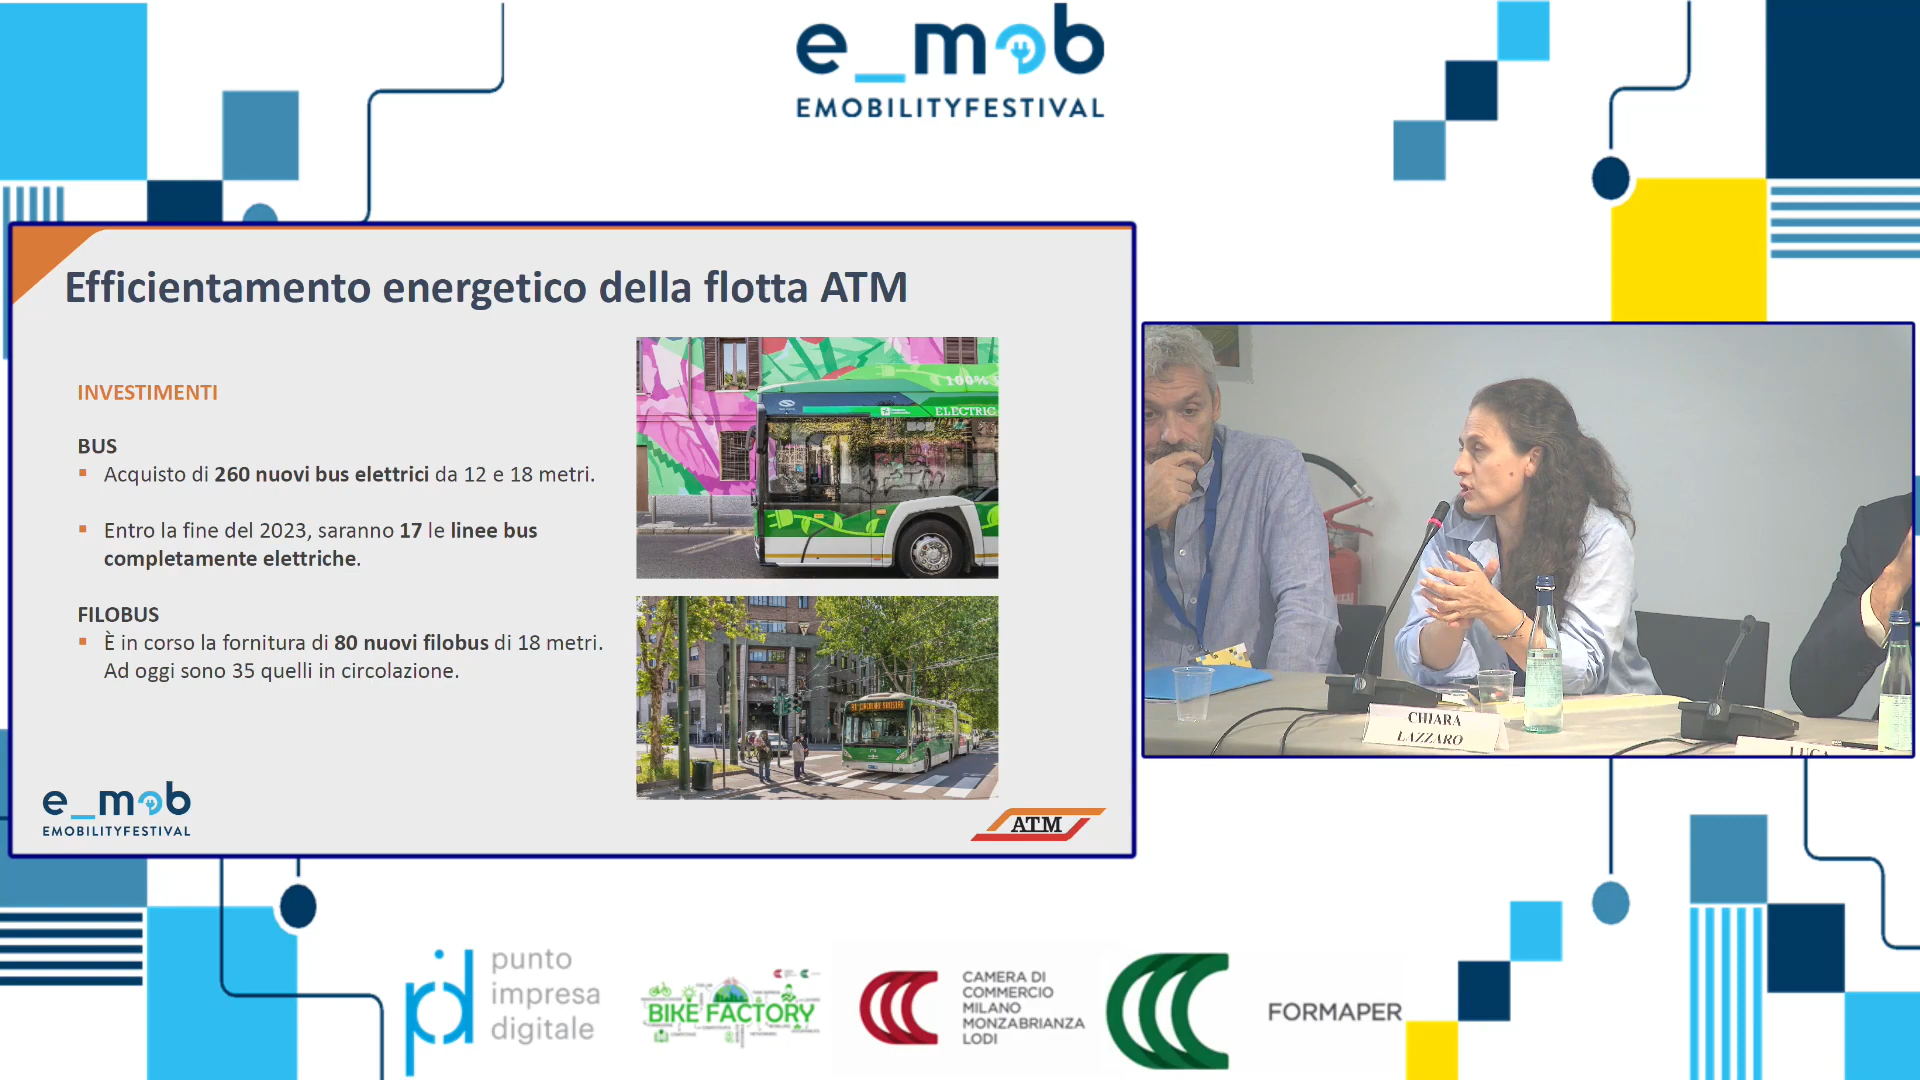 e_mob
EMOBILITYFESTIVAL
Efficientamento energetico della flotta ATM
INVESTIMENTI
BUS
Acquisto di 260 nuovi bus elettrici da 12 e 18 metri.
Entro la fine del 2023, saranno 17 le linee bus
completamente elettriche.
FILOBUS
È in corso la fornitura di 80 nuovi filobus di 18 metri.
Ad oggi sono 35 quelli in circolazione.
100%
ELECTRIC
e_mob
EMOBILITYFESTIVAL
ATM
CHIARA
LAZZARO
pid
punto
impresa
digitale
BIKE FACTORY
CAMERA DI
COMMERCIO
MILANO
MONZABRIANZA
LODI
FORMAPER